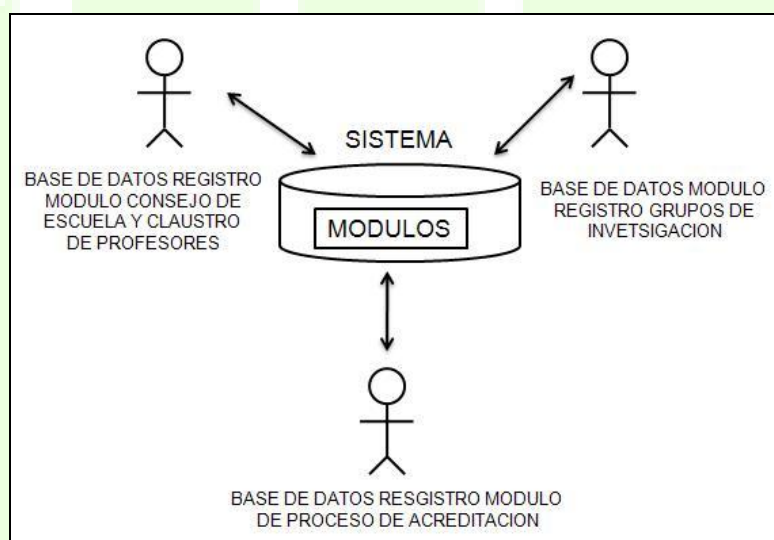 SISTEMA
MODULOS
BASE DE DATOS REGISTRO
MODULO CONSEJO DE
ESCUELA Y CLAUSTRO
DE PROFESORES
BASE DE DATOS MODULO
REGISTRO GRUPOS DE
INVETSIGACION
BASE DE DATOS RESGISTRO MODULO
DE PROCESO DE ACREDITACION